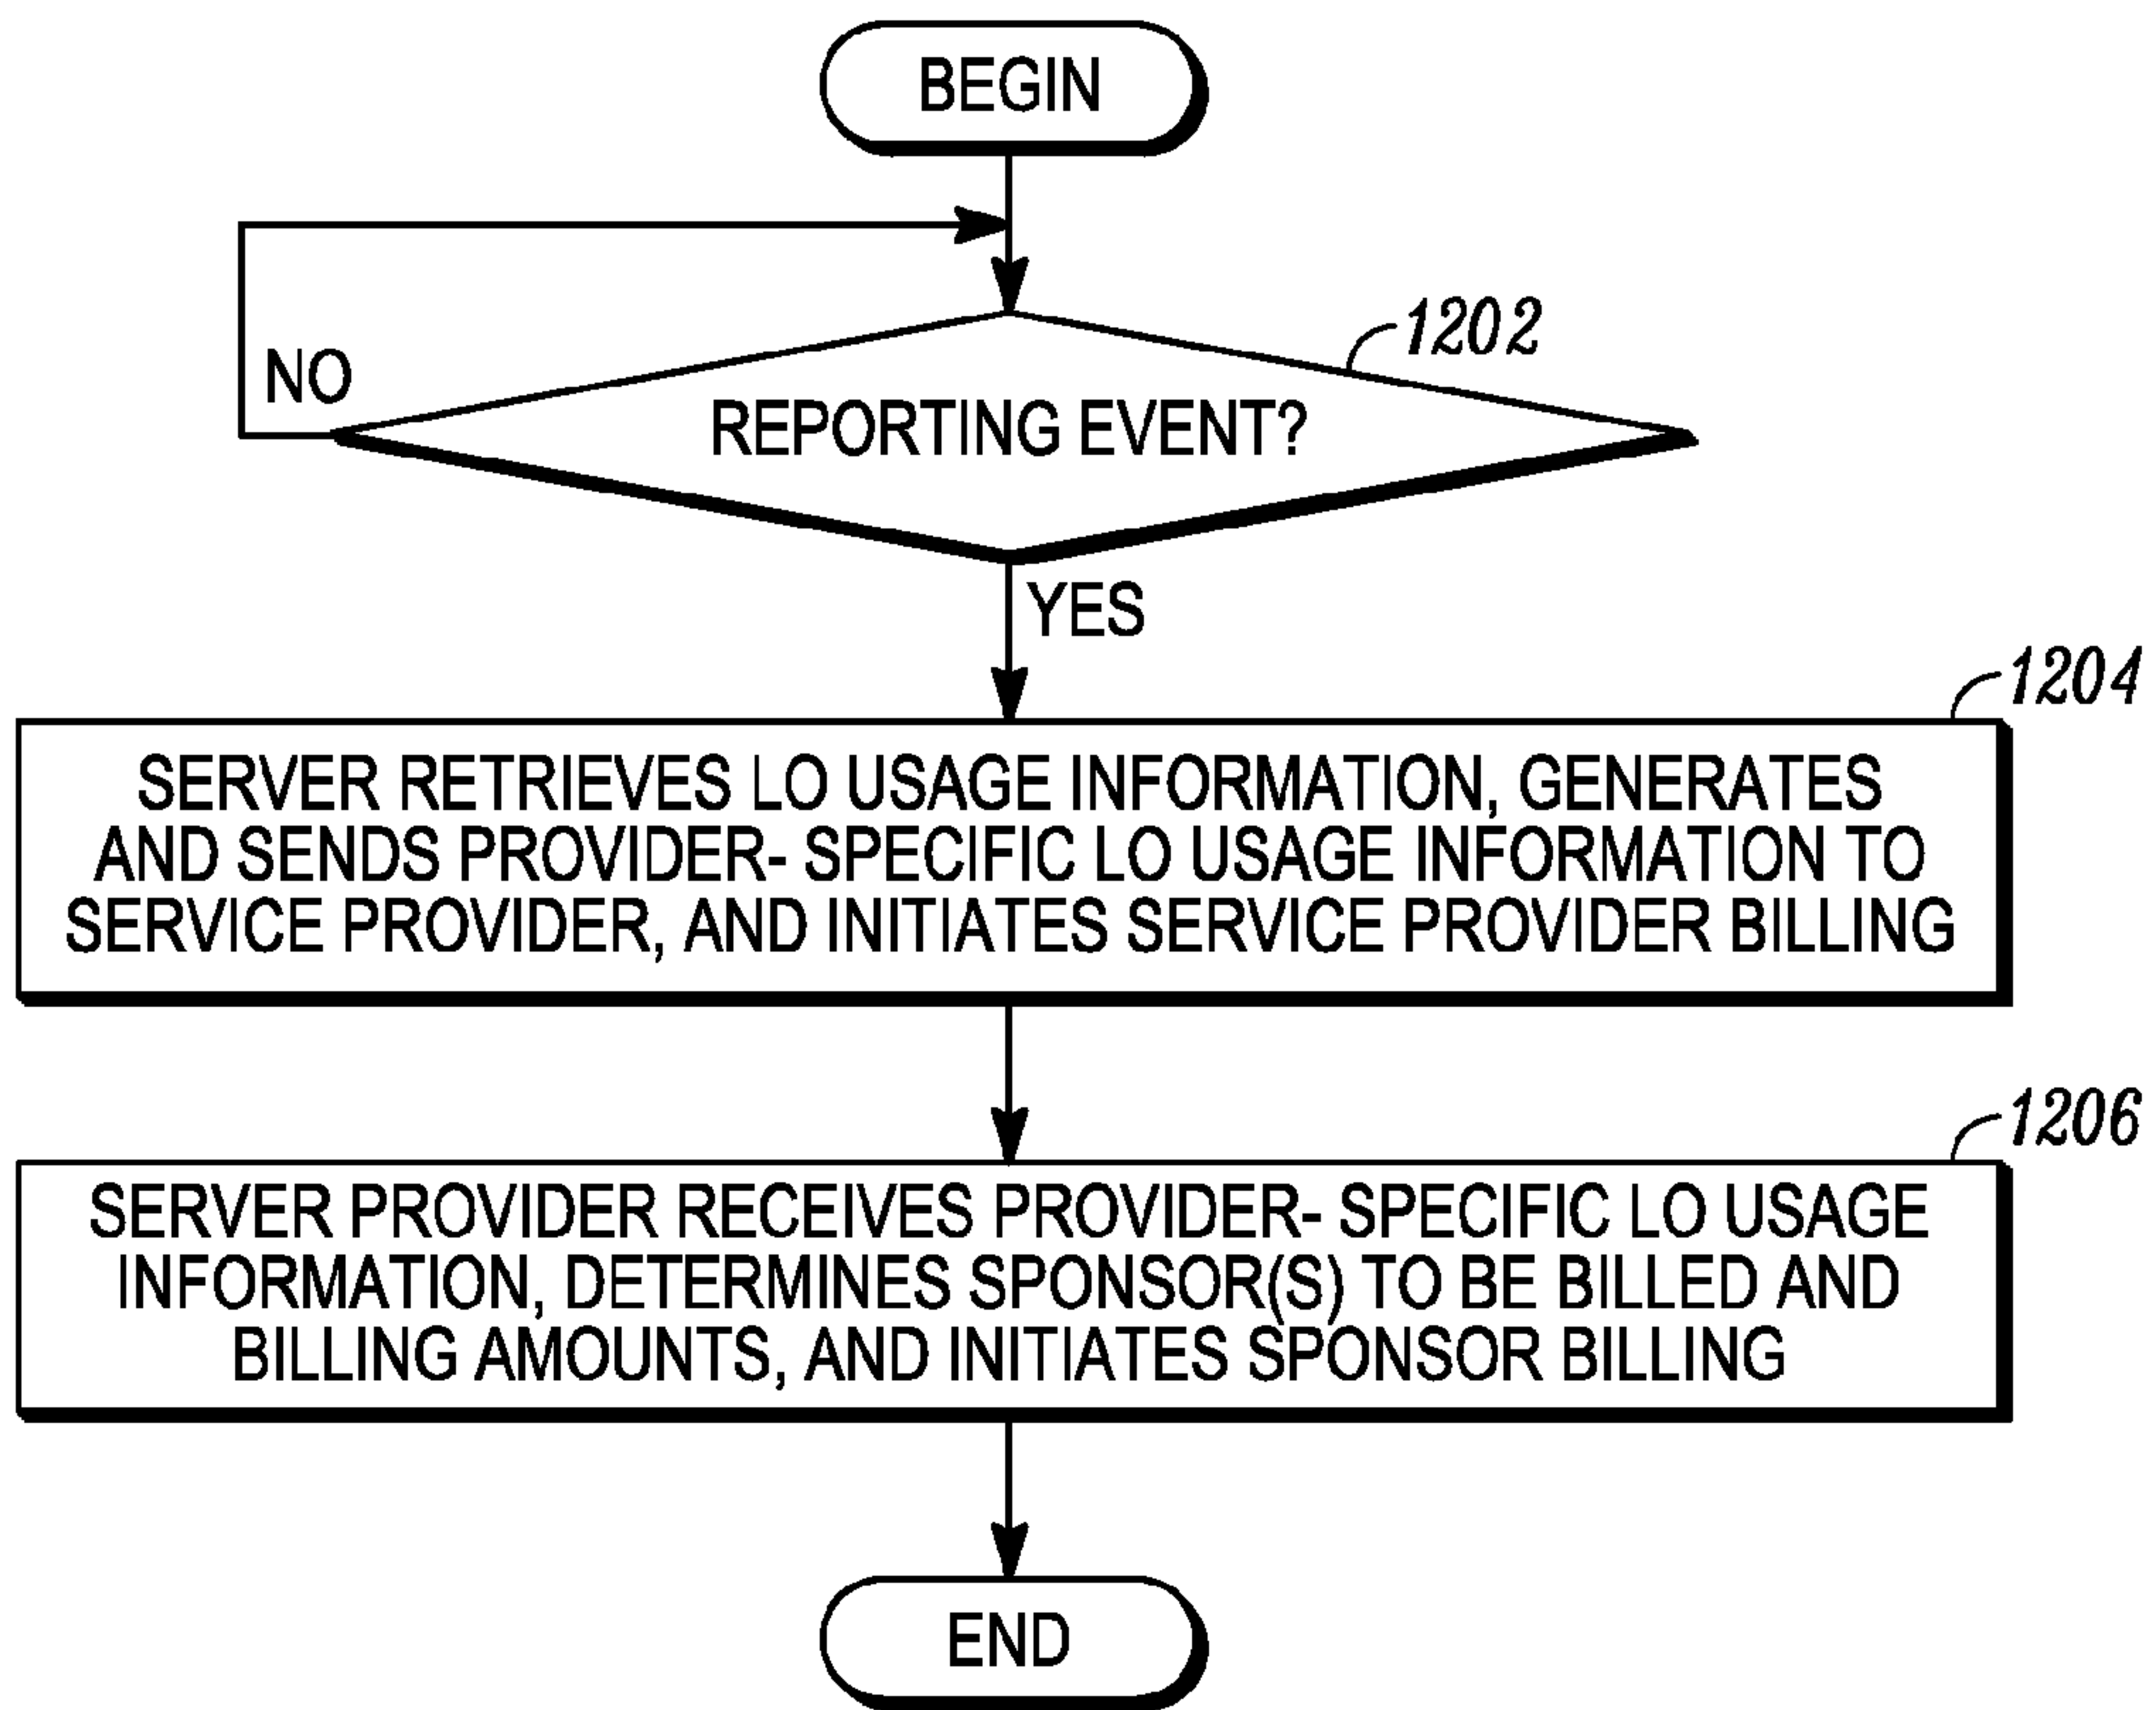 BEGIN
1202
NO
REPORTING EVENT?
YES
1204
SERVER RETRIEVES LO USAGE INFORMATION, GENERATES
AND SENDS PROVIDER- SPECIFIC LO USAGE INFORMATION TO
SERVICE PROVIDER, AND INITIATES SERVICE PROVIDER BILLING
1206
SERVER PROVIDER RECEIVES PROVIDER- SPECIFIC LO USAGE
INFORMATION, DETERMINES SPONSOR(S) TO BE BILLED AND
BILLING AMOUNTS, AND INITIATES SPONSOR BILLING
END